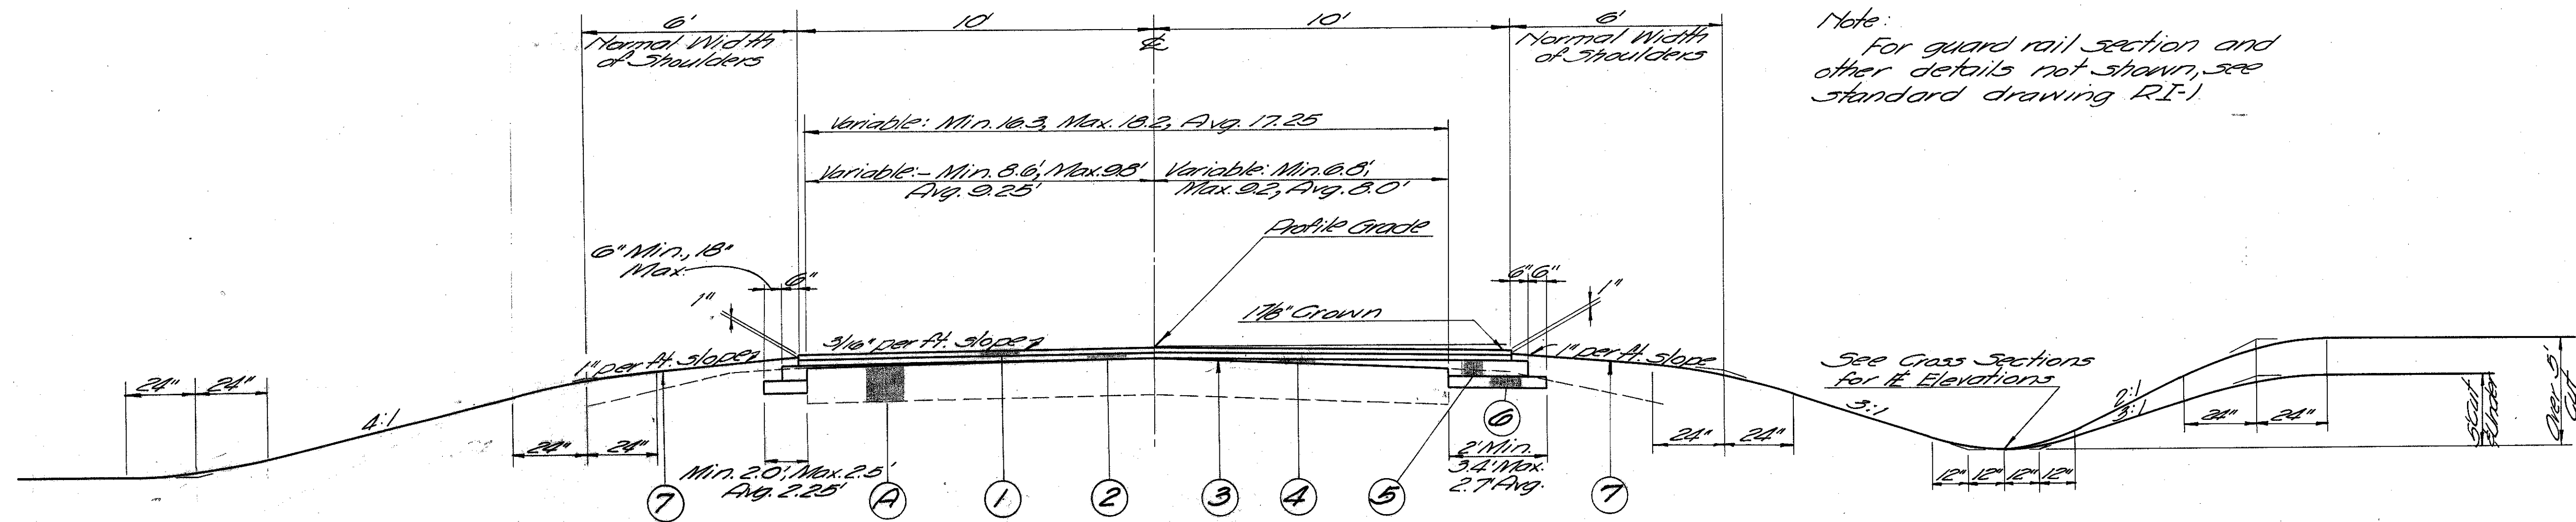 6'
10'
10'
6'
Normal Width
of Shoulders
℄
Normal Width
of Shoulders
Note:
For guard rail section and
other details not shown, see
standard drawing RI-1
Variable: Min. 16.3, Max. 18.2, Avg. 17.25
Variable:- Min. 8.6', Max. 9.8'
Avg. 9.25'
Variable: Min. 6.8',
Max. 9.2, Avg. 8.0'
Profile Grade
6" Min., 18"
Max.
6"
6" 6"
1"
1"
1 7/8" Crown
3/16" per ft. slope
1" per ft. slope
1" per ft. slope
See Cross Sections
for ℄ Elevations
24"
24"
4:1
24"
24"
Min. 2.0', Max. 2.5'
Avg. 2.25'
2' Min.
3.4' Max.
2.7' Avg.
24"
24"
3:1
2:1
3:1
24"
24"
12"
12"
12"
12"
5' Cut
& Under
Over 5'
Cut
7
A
1
2
3
4
5
6
7